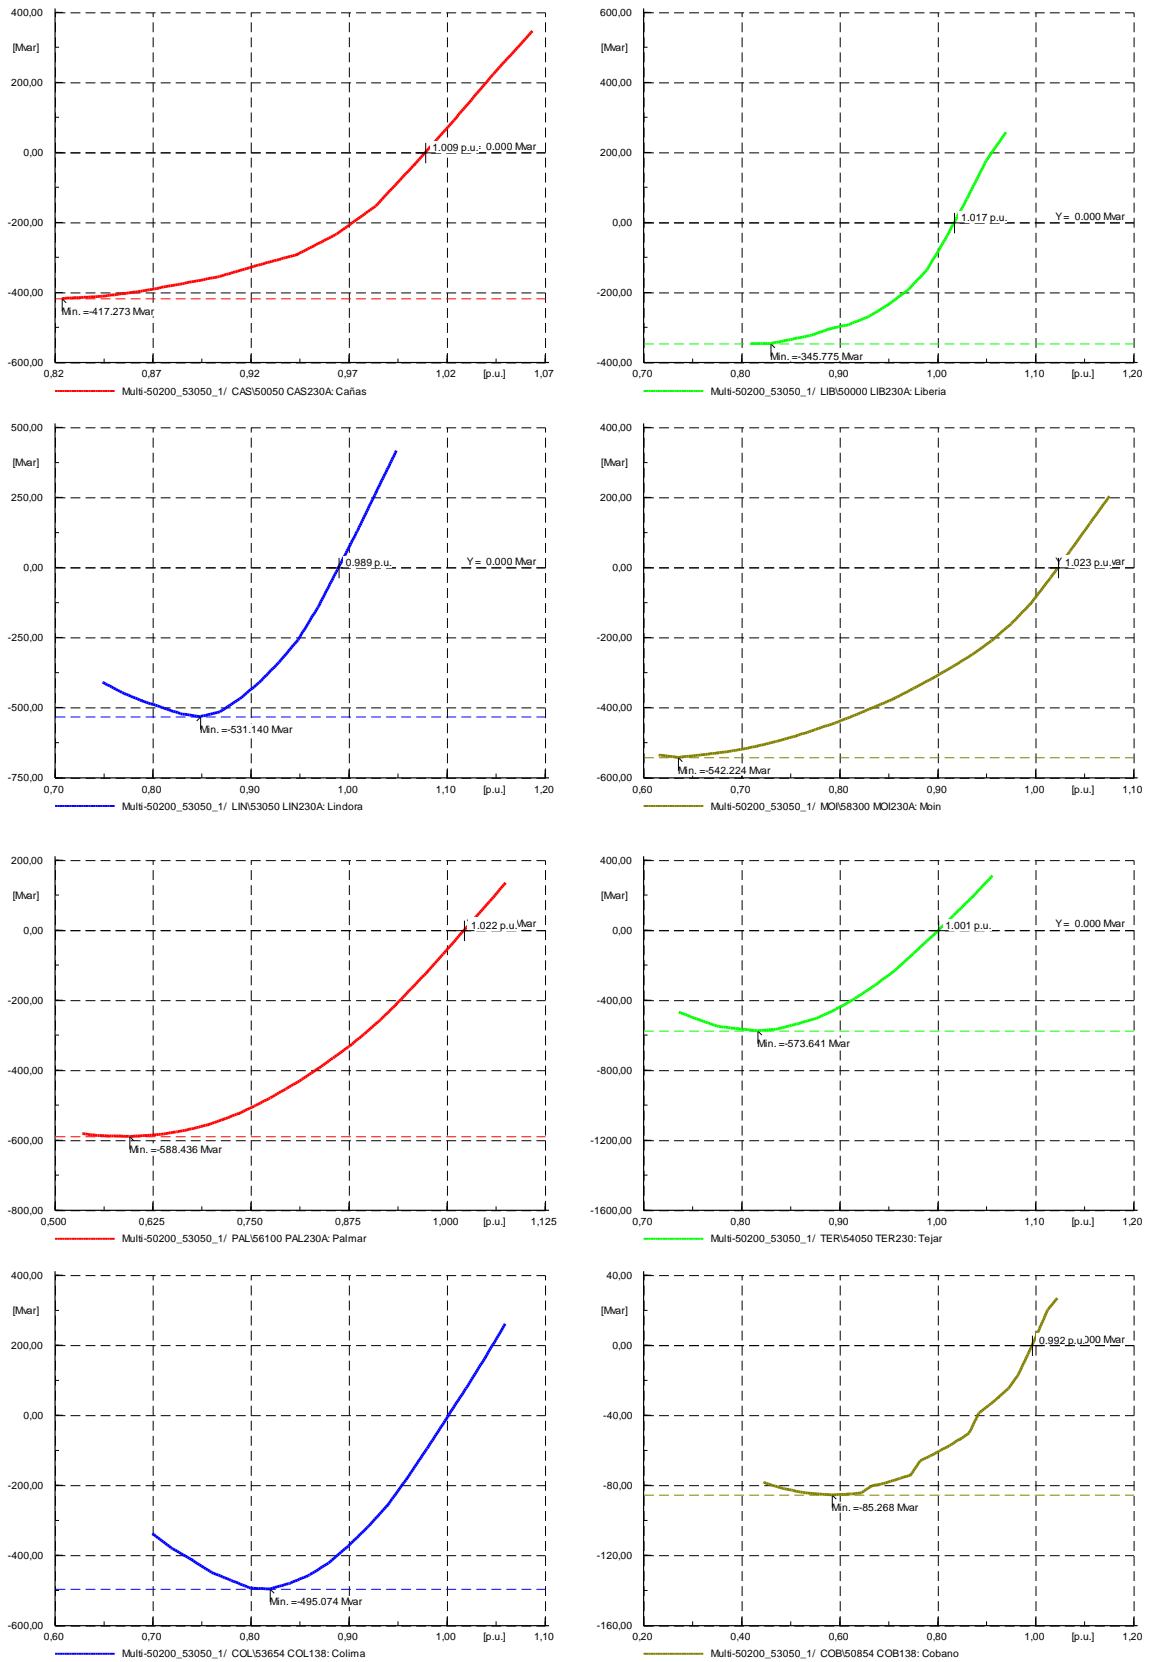 400,00
[Mvar]
200,00
0,00
-200,00
-400,00
-600,00
1.009 p.u.: 0.000 Mvar
Min. =-417.273 Mvar
0,82 0,87 0,92 0,97 1,02 [p.u.] 1,07
Multi-50200_53050_1/ CAS\50050 CAS230A: Cañas
600,00
[Mvar]
400,00
200,00
0,00
-200,00
-400,00
1.017 p.u. Y= 0.000 Mvar
Min. =-345.775 Mvar
0,70 0,80 0,90 1,00 1,10 [p.u.] 1,20
Multi-50200_53050_1/ LIB\50000 LIB230A: Liberia
500,00
[Mvar]
250,00
0,00
-250,00
-500,00
-750,00
0.989 p.u. Y= 0.000 Mvar
Min. =-531.140 Mvar
0,70 0,80 0,90 1,00 1,10 [p.u.] 1,20
Multi-50200_53050_1/ LIN\53050 LIN230A: Lindora
400,00
[Mvar]
200,00
0,00
-200,00
-400,00
-600,00
Y 1.023 p.u. var
Min. =-542.224 Mvar
0,60 0,70 0,80 0,90 1,00 [p.u.] 1,10
Multi-50200_53050_1/ MOI\58300 MOI230A: Moin
200,00
[Mvar]
0,00
-200,00
-400,00
-600,00
-800,00
1.022 p.u. Mvar
Min. =-588.436 Mvar
0,500 0,625 0,750 0,875 1,000 [p.u.] 1,125
Multi-50200_53050_1/ PAL\56100 PAL230A: Palmar
400,00
[Mvar]
0,00
-400,00
-800,00
-1200,00
-1600,00
1.001 p.u. Y= 0.000 Mvar
Min. =-573.641 Mvar
0,70 0,80 0,90 1,00 1,10 [p.u.] 1,20
Multi-50200_53050_1/ TER\54050 TER230: Tejar
400,00
[Mvar]
200,00
0,00
-200,00
-400,00
-600,00
Min. =-495.074 Mvar
0,60 0,70 0,80 0,90 1,00 [p.u.] 1,10
Multi-50200_53050_1/ COL\53654 COL138: Colima
40,00
[Mvar]
0,00
-40,00
-80,00
-120,00
-160,00
0.992 p.u. 000 Mvar
Min. =-85.268 Mvar
0,20 0,40 0,60 0,80 1,00 [p.u.] 1,20
Multi-50200_53050_1/ COB\50854 COB138: Cobano